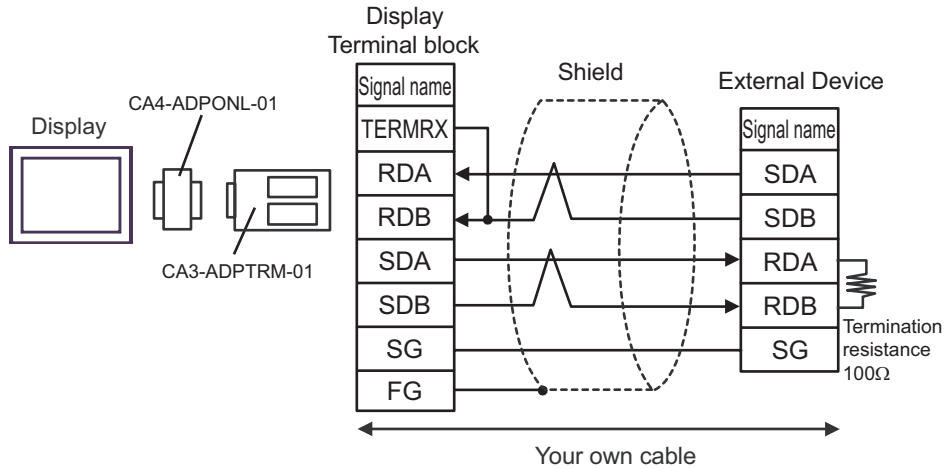 Display
Terminal block
Shield
External Device
CA4-ADPONL-01
Display
CA3-ADPTRM-01
Signal name
TERMRX
RDA
RDB
SDA
SDB
SG
FG
Signal name
SDA
SDB
RDA
RDB
SG
Termination
resistance
100Ω
Your own cable